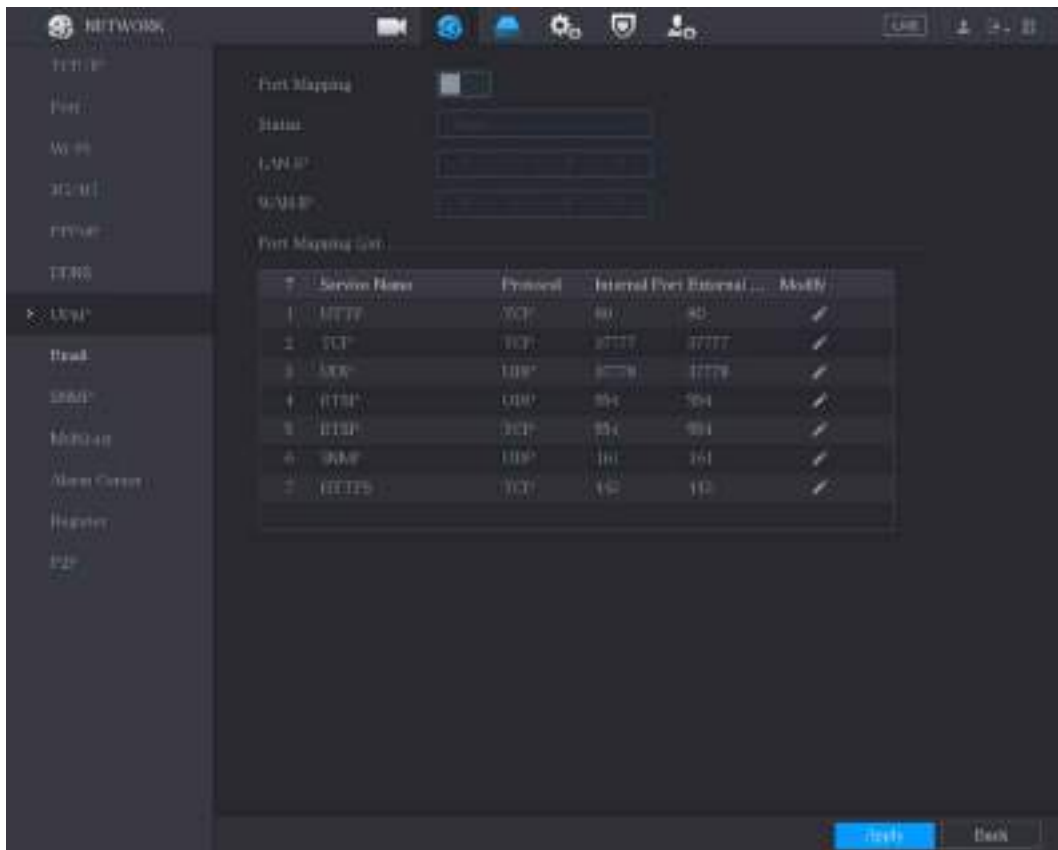 NETWORK
LIVE
TCP/IP
Port
Wi-Fi
3G/4G
PPPoE
DDNS
UPnP
Email
SNMP
Multicast
Alarm Center
Register
P2P
Port Mapping
Status
LAN IP
WAN IP
Port Mapping List
Service Name Protocol Internal Port External ... Modify
1 HTTP TCP 80 80
2 TCP TCP 37777 37777
3 UDP UDP 37778 37778
4 RTSP UDP 554 554
5 RTSP TCP 554 554
6 SNMP UDP 161 161
7 HTTPS TCP 443 443
Apply Back